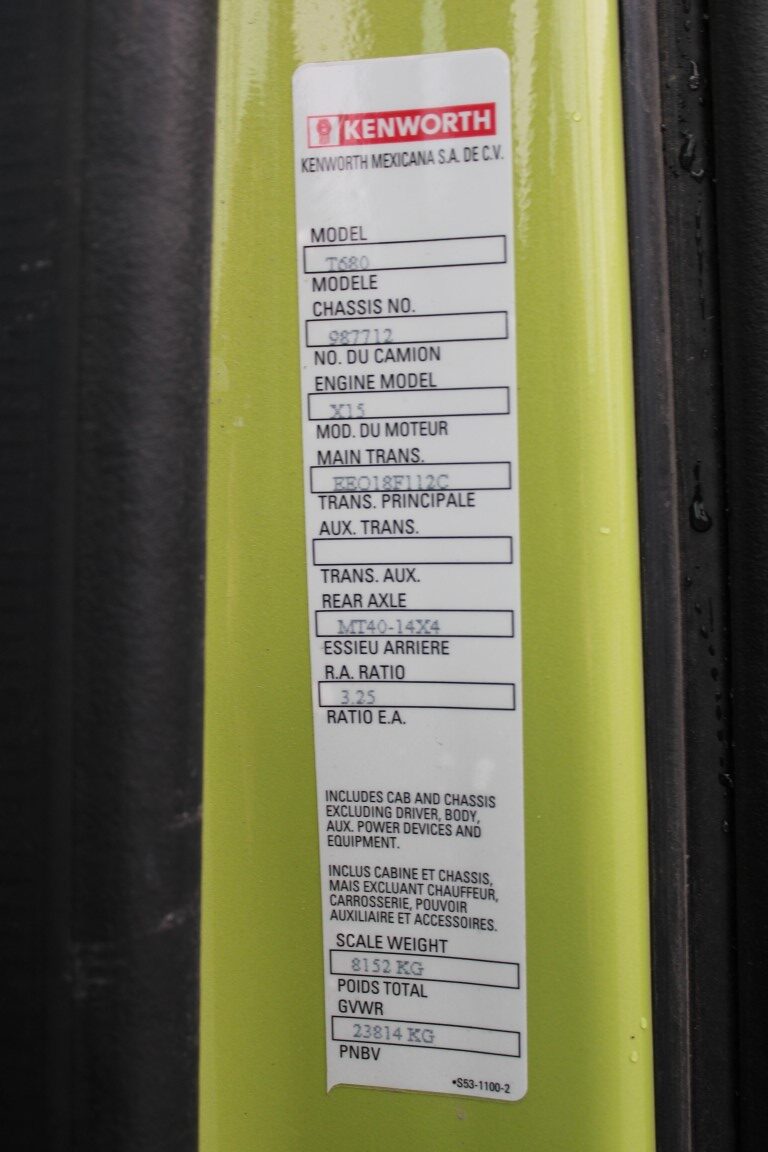 KENWORTH
KENWORTH MEXICANA S.A. DE C.V.
MODEL
T680
MODELE
CHASSIS NO.
987712
NO. DU CAMION
ENGINE MODEL
X15
MOD. DU MOTEUR
MAIN TRANS.
EEO18F112C
TRANS. PRINCIPALE
AUX. TRANS.
TRANS. AUX.
REAR AXLE
MT40-14X4
ESSIEU ARRIERE
R.A. RATIO
3.25
RATIO E.A.
INCLUDES CAB AND CHASSIS
EXCLUDING DRIVER, BODY,
AUX. POWER DEVICES AND
EQUIPMENT.
INCLUS CABINE ET CHASSIS,
MAIS EXCLUANT CHAUFFEUR,
CARROSSERIE, POUVOIR
AUXILIAIRE ET ACCESSOIRES.
SCALE WEIGHT
8152 KG
POIDS TOTAL
GVWR
23814 KG
PNBV
•S53-1100-2